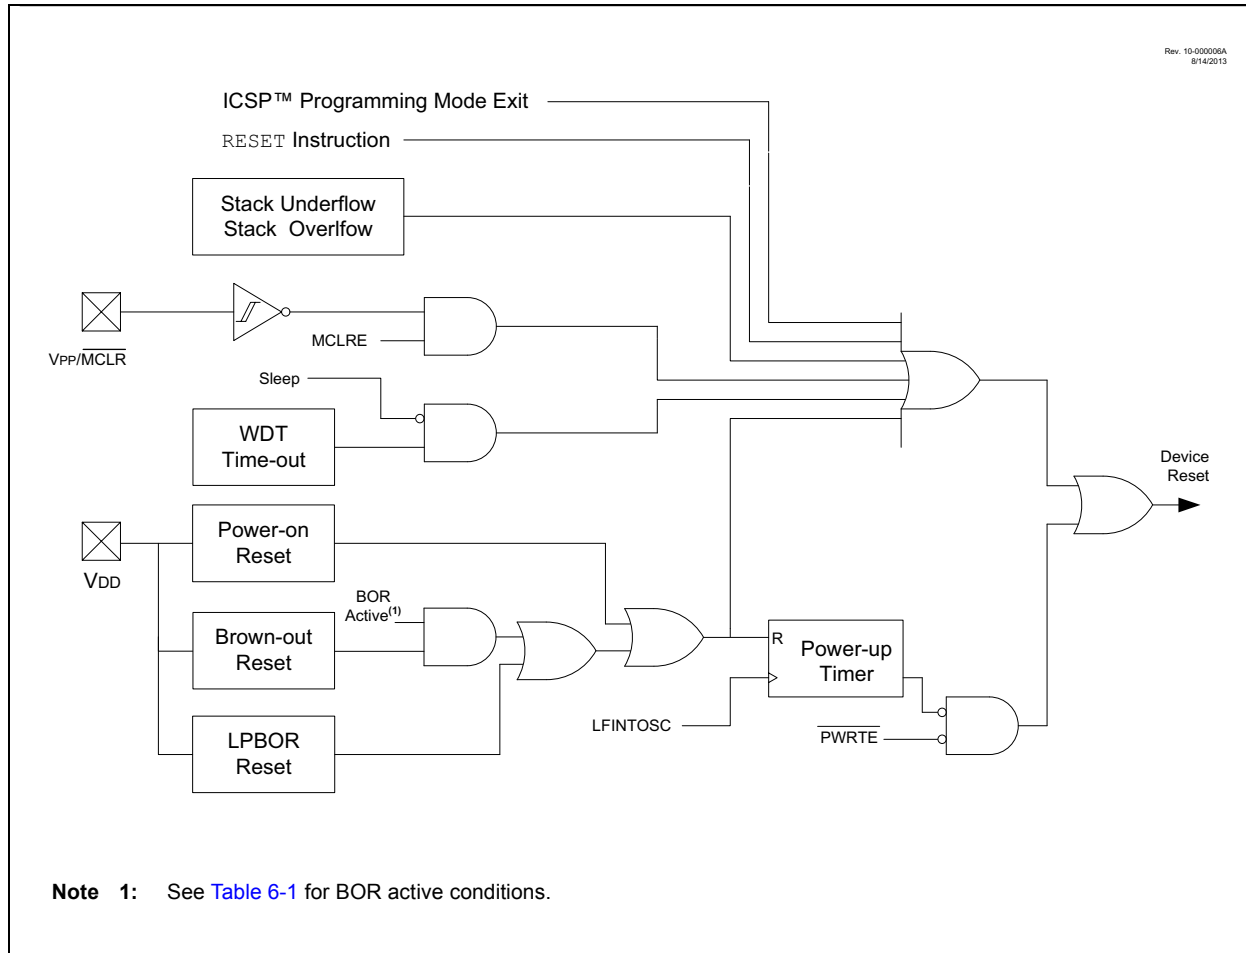 Rev. 10-000006A
8/14/2013
ICSP™ Programming Mode Exit
RESET Instruction
Stack Underflow
Stack Overlfow
VPP/MCLR
MCLRE
Sleep
WDT
Time-out
Device
Reset
VDD
Power-on
Reset
BOR
Active(1)
Brown-out
Reset
R
Power-up
Timer
LFINTOSC
PWRTE
LPBOR
Reset
Note 1: See Table 6-1 for BOR active conditions.